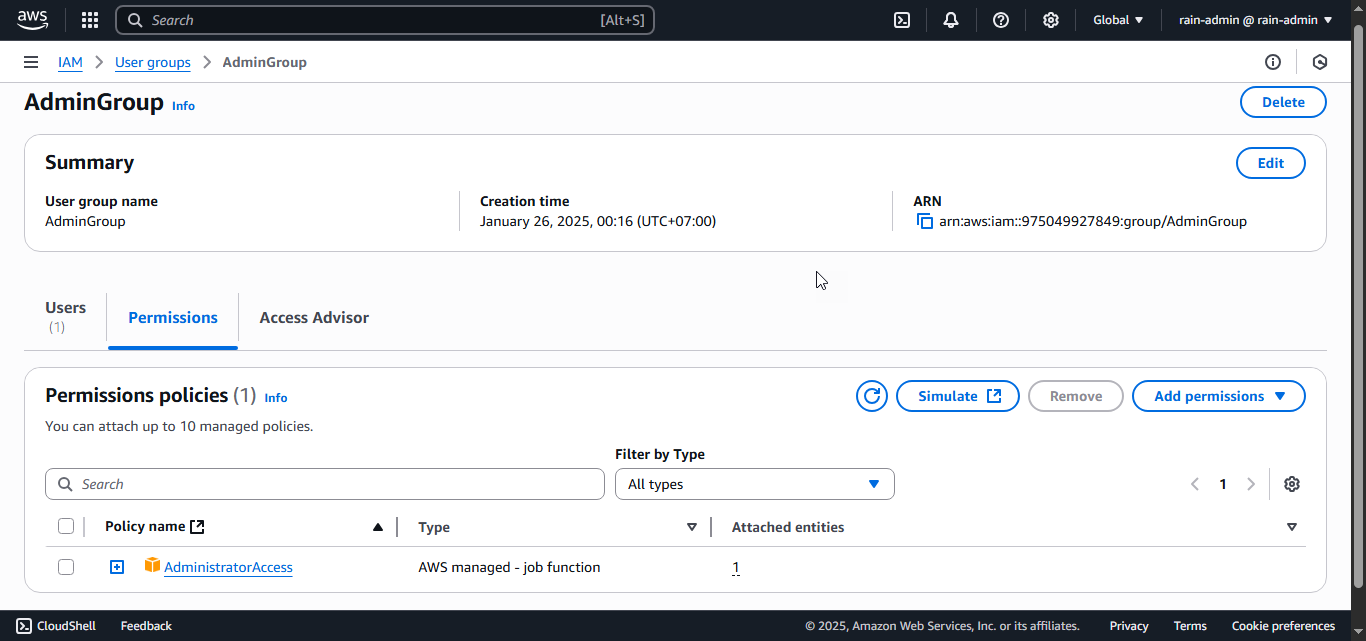 aws
Search [Alt+S]
Global
rain-admin @ rain-admin
IAM
User groups
AdminGroup
AdminGroup Info
Delete
Summary
Edit
User group name
AdminGroup
Creation time
January 26, 2025, 00:16 (UTC+07:00)
ARN
arn:aws:iam::975049927849:group/AdminGroup
Users
(1)
Permissions
Access Advisor
Permissions policies (1) Info
Simulate
Remove
Add permissions
You can attach up to 10 managed policies.
Filter by Type
Search
All types
1
Policy name
Type
Attached entities
AdministratorAccess
AWS managed - job function
1
CloudShell
Feedback
© 2025, Amazon Web Services, Inc. or its affiliates.
Privacy
Terms
Cookie preferences